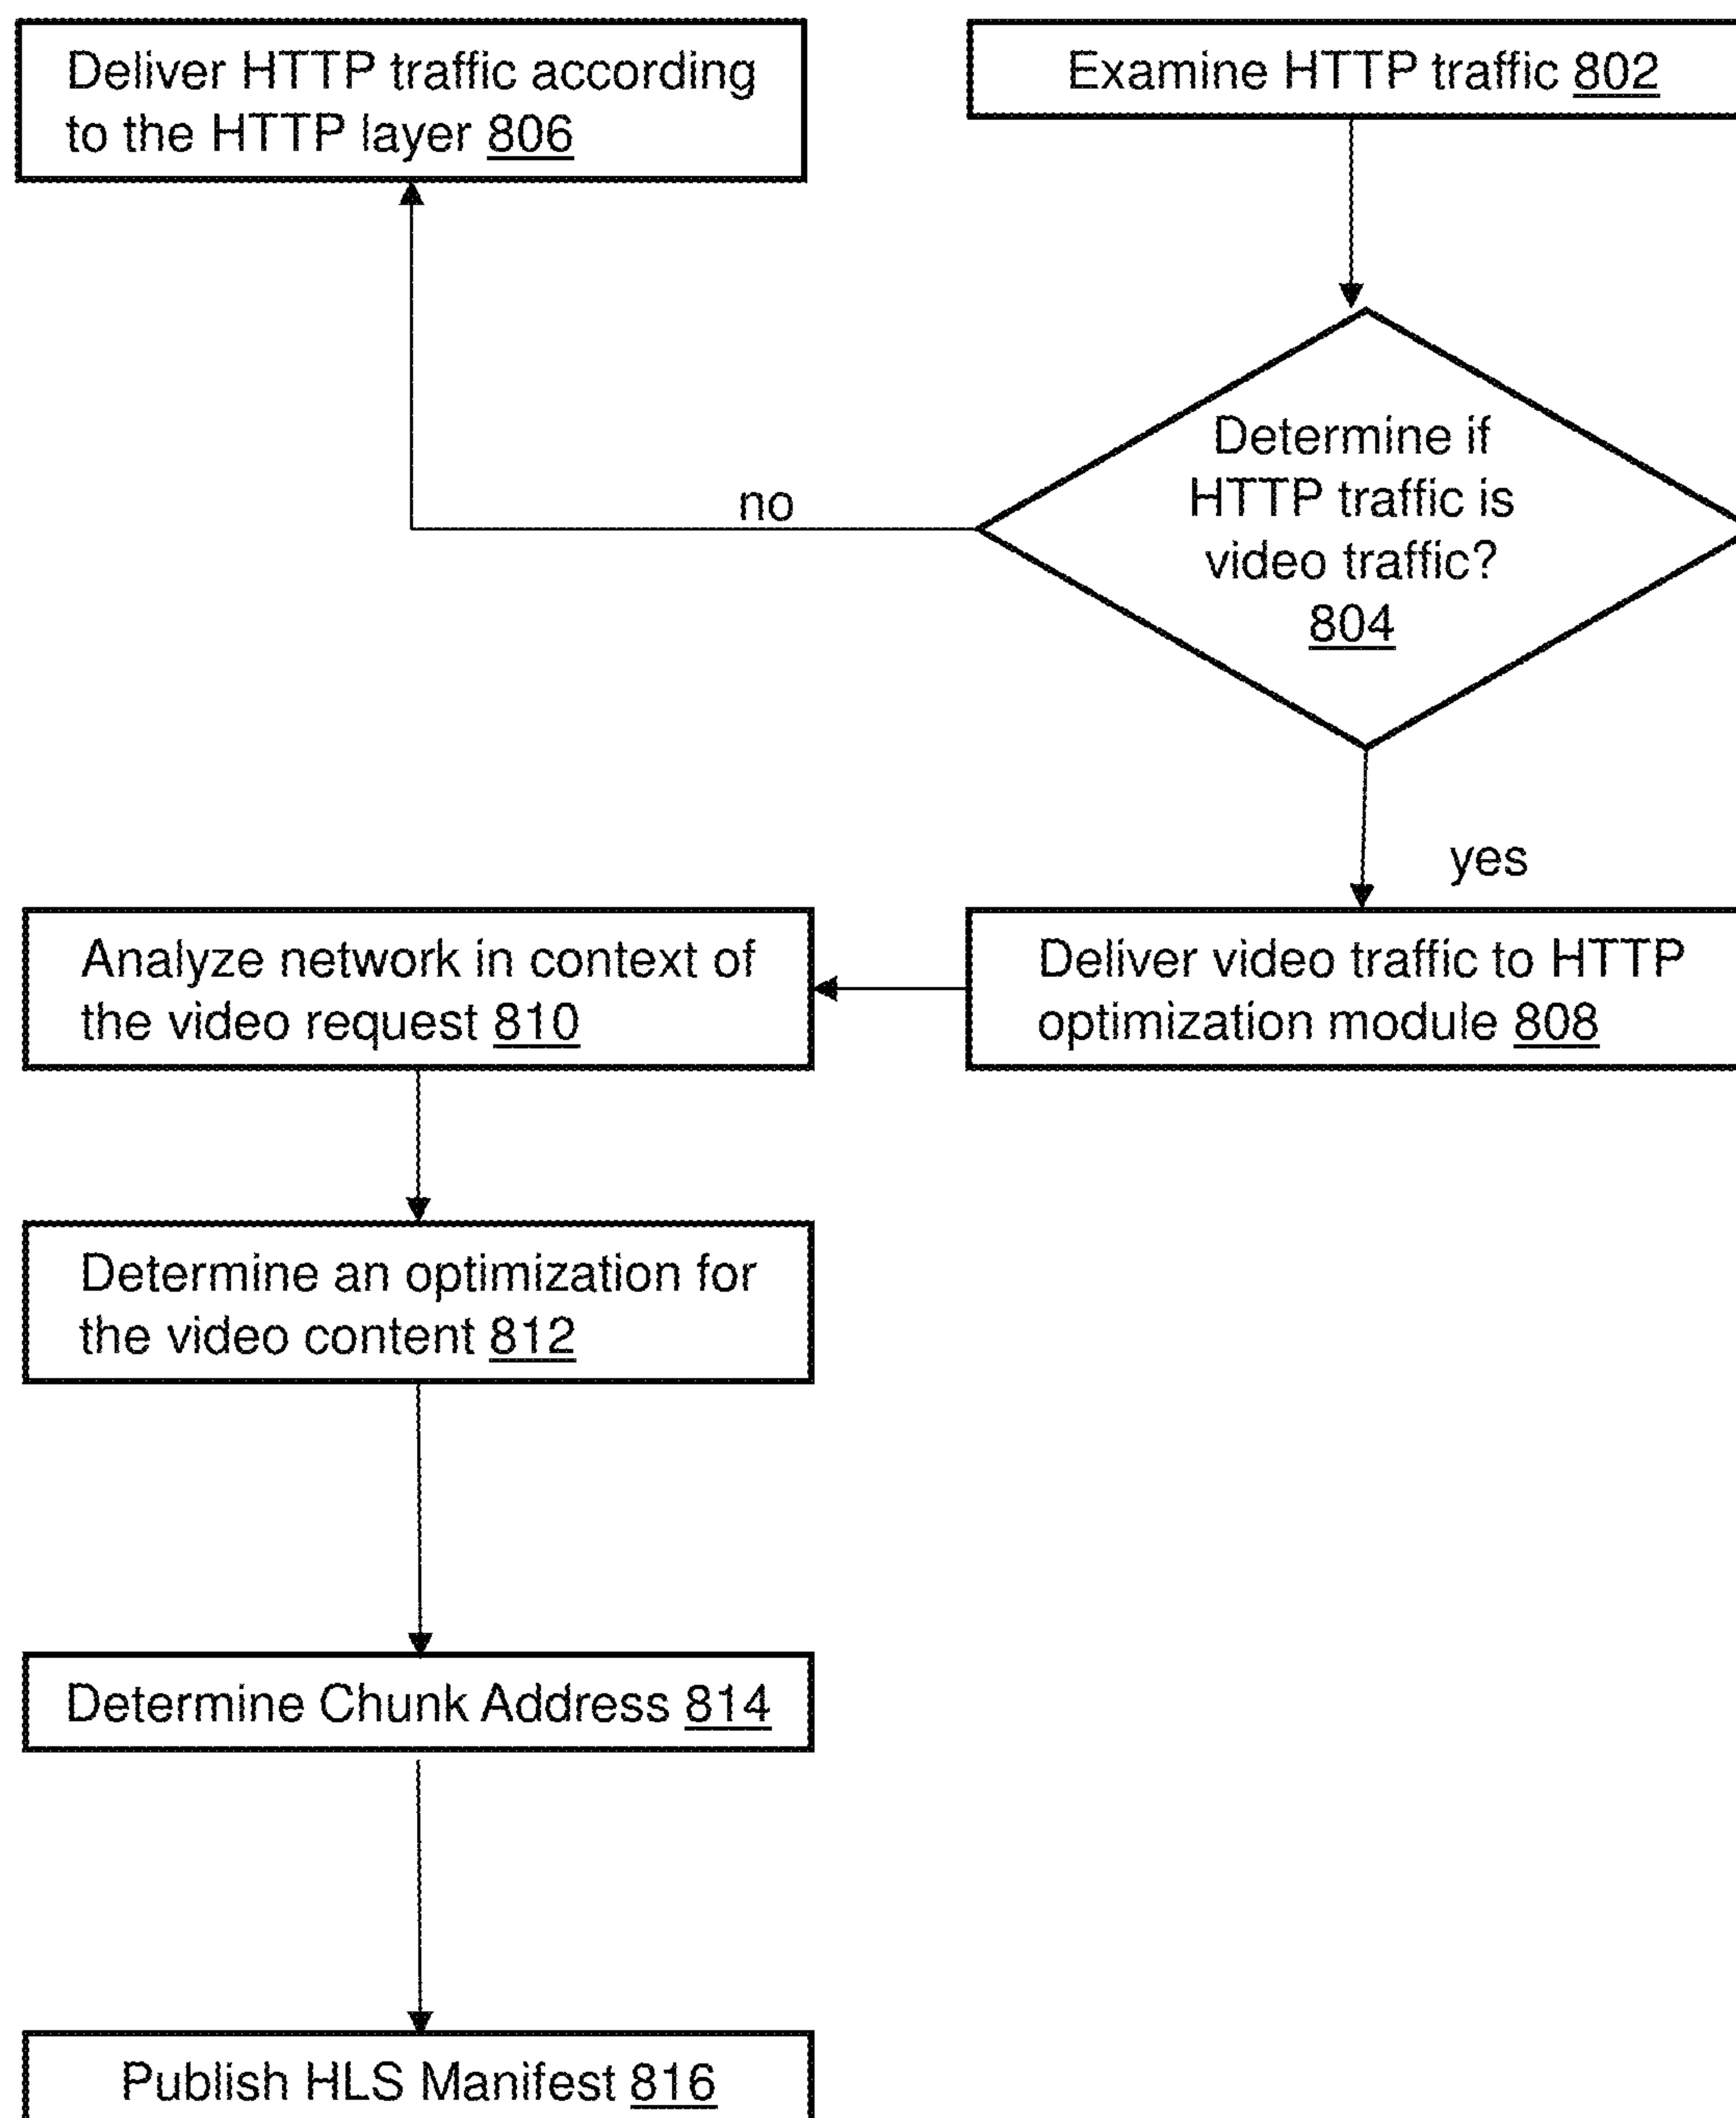 Deliver HTTP traffic according
to the HTTP layer 806
Examine HTTP traffic 802
Determine if
HTTP traffic is
video traffic?
804
no
yes
Analyze network in context of
the video request 810
Deliver video traffic to HTTP
optimization module 808
Determine an optimization for
the video content 812
Determine Chunk Address 814
Publish HLS Manifest 816